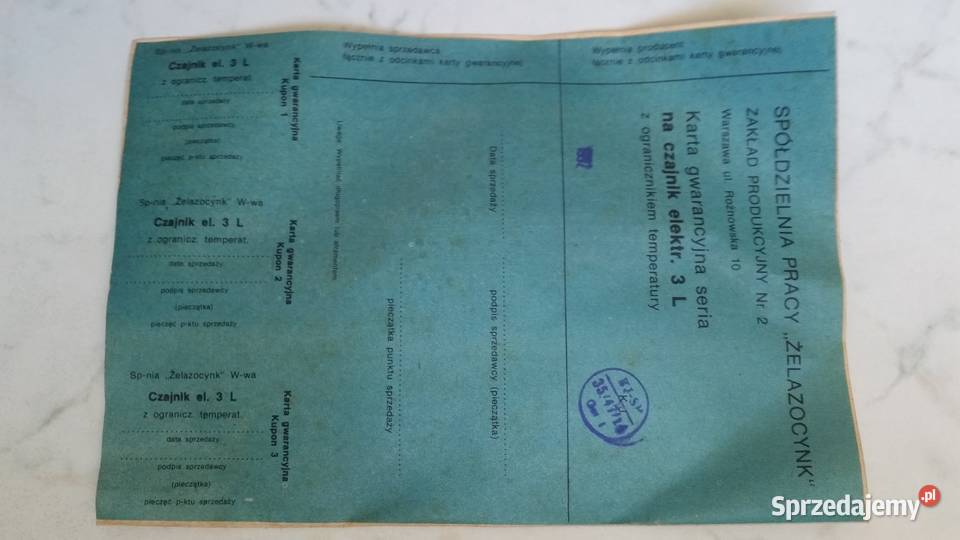 SPÓŁDZIELNIA PRACY „ŻELAZOCYNK"
ZAKŁAD PRODUKCYJNY Nr 2
Warszawa ul. Rożnowska 10
Karta gwarancyjna seria
na czajnik elektr. 3 L
z ogranicznikiem temperatury
Wypełnia producent
łącznie z odcinkami karty gwarancyjnej
Wypełnia sprzedawca
łącznie z odcinkami karty gwarancyjnej
Data sprzedaży
podpis sprzedawcy (pieczątka)
pieczątka punktu sprzedaży
Uwaga: Wypełniać długopisem lub atramentem
Karta gwarancyjna
Kupon 1
Sp-nia „Żelazocynk" W-wa
Czajnik el. 3 L
z ogranicz. temperat.
data sprzedaży
podpis sprzedawcy
(pieczątka)
pieczęć p-ktu sprzedaży
Karta gwarancyjna
Kupon 2
Sp-nia „Żelazocynk" W-wa
Czajnik el. 3 L
z ogranicz. temperat.
data sprzedaży
podpis sprzedawcy
(pieczątka)
pieczęć p-ktu sprzedaży
Karta gwarancyjna
Kupon 3
Sp-nia „Żelazocynk" W-wa
Czajnik el. 3 L
z ogranicz. temperat.
data sprzedaży
podpis sprzedawcy
(pieczątka)
pieczęć p-ktu sprzedaży
Sprzedajemy.pl